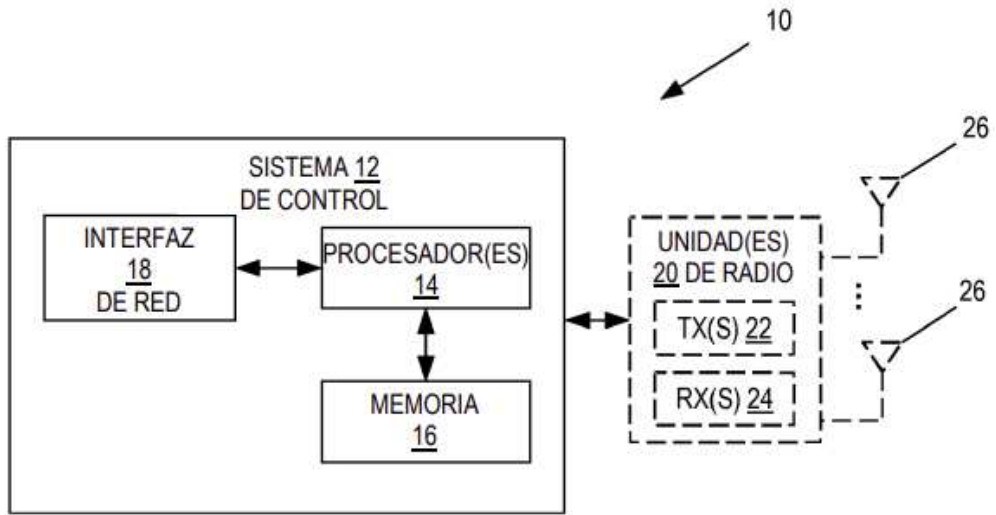 10
26
SISTEMA 12
DE CONTROL
INTERFAZ
18
DE RED
PROCESADOR(ES)
14
MEMORIA
16
UNIDAD(ES)
20 DE RADIO
TX(S) 22
RX(S) 24
...
26